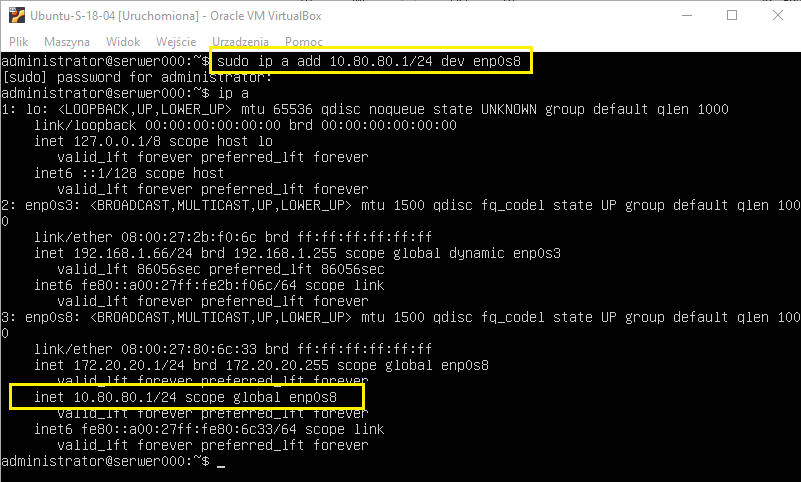 Ubuntu-S-18-04 [Uruchomiona] - Oracle VM VirtualBox
Plik Maszyna Widok Wejście Urządzenia Pomoc
administrator@serwer000:~$ sudo ip a add 10.80.80.1/24 dev enp0s8
[sudo] password for administrator:
administrator@serwer000:~$ ip a
1: lo: <LOOPBACK,UP,LOWER_UP> mtu 65536 qdisc noqueue state UNKNOWN group default qlen 1000
link/loopback 00:00:00:00:00:00 brd 00:00:00:00:00:00
inet 127.0.0.1/8 scope host lo
valid_lft forever preferred_lft forever
inet6 ::1/128 scope host
valid_lft forever preferred_lft forever
2: enp0s3: <BROADCAST,MULTICAST,UP,LOWER_UP> mtu 1500 qdisc fq_codel state UP group default qlen 100
0
link/ether 08:00:27:2b:f0:6c brd ff:ff:ff:ff:ff:ff
inet 192.168.1.66/24 brd 192.168.1.255 scope global dynamic enp0s3
valid_lft 86056sec preferred_lft 86056sec
inet6 fe80::a00:27ff:fe2b:f06c/64 scope link
valid_lft forever preferred_lft forever
3: enp0s8: <BROADCAST,MULTICAST,UP,LOWER_UP> mtu 1500 qdisc fq_codel state UP group default qlen 100
0
link/ether 08:00:27:80:6c:33 brd ff:ff:ff:ff:ff:ff
inet 172.20.20.1/24 brd 172.20.20.255 scope global enp0s8
valid_lft forever preferred_lft forever
inet 10.80.80.1/24 scope global enp0s8
valid_lft forever preferred_lft forever
inet6 fe80::a00:27ff:fe80:6c33/64 scope link
valid_lft forever preferred_lft forever
administrator@serwer000:~$ _